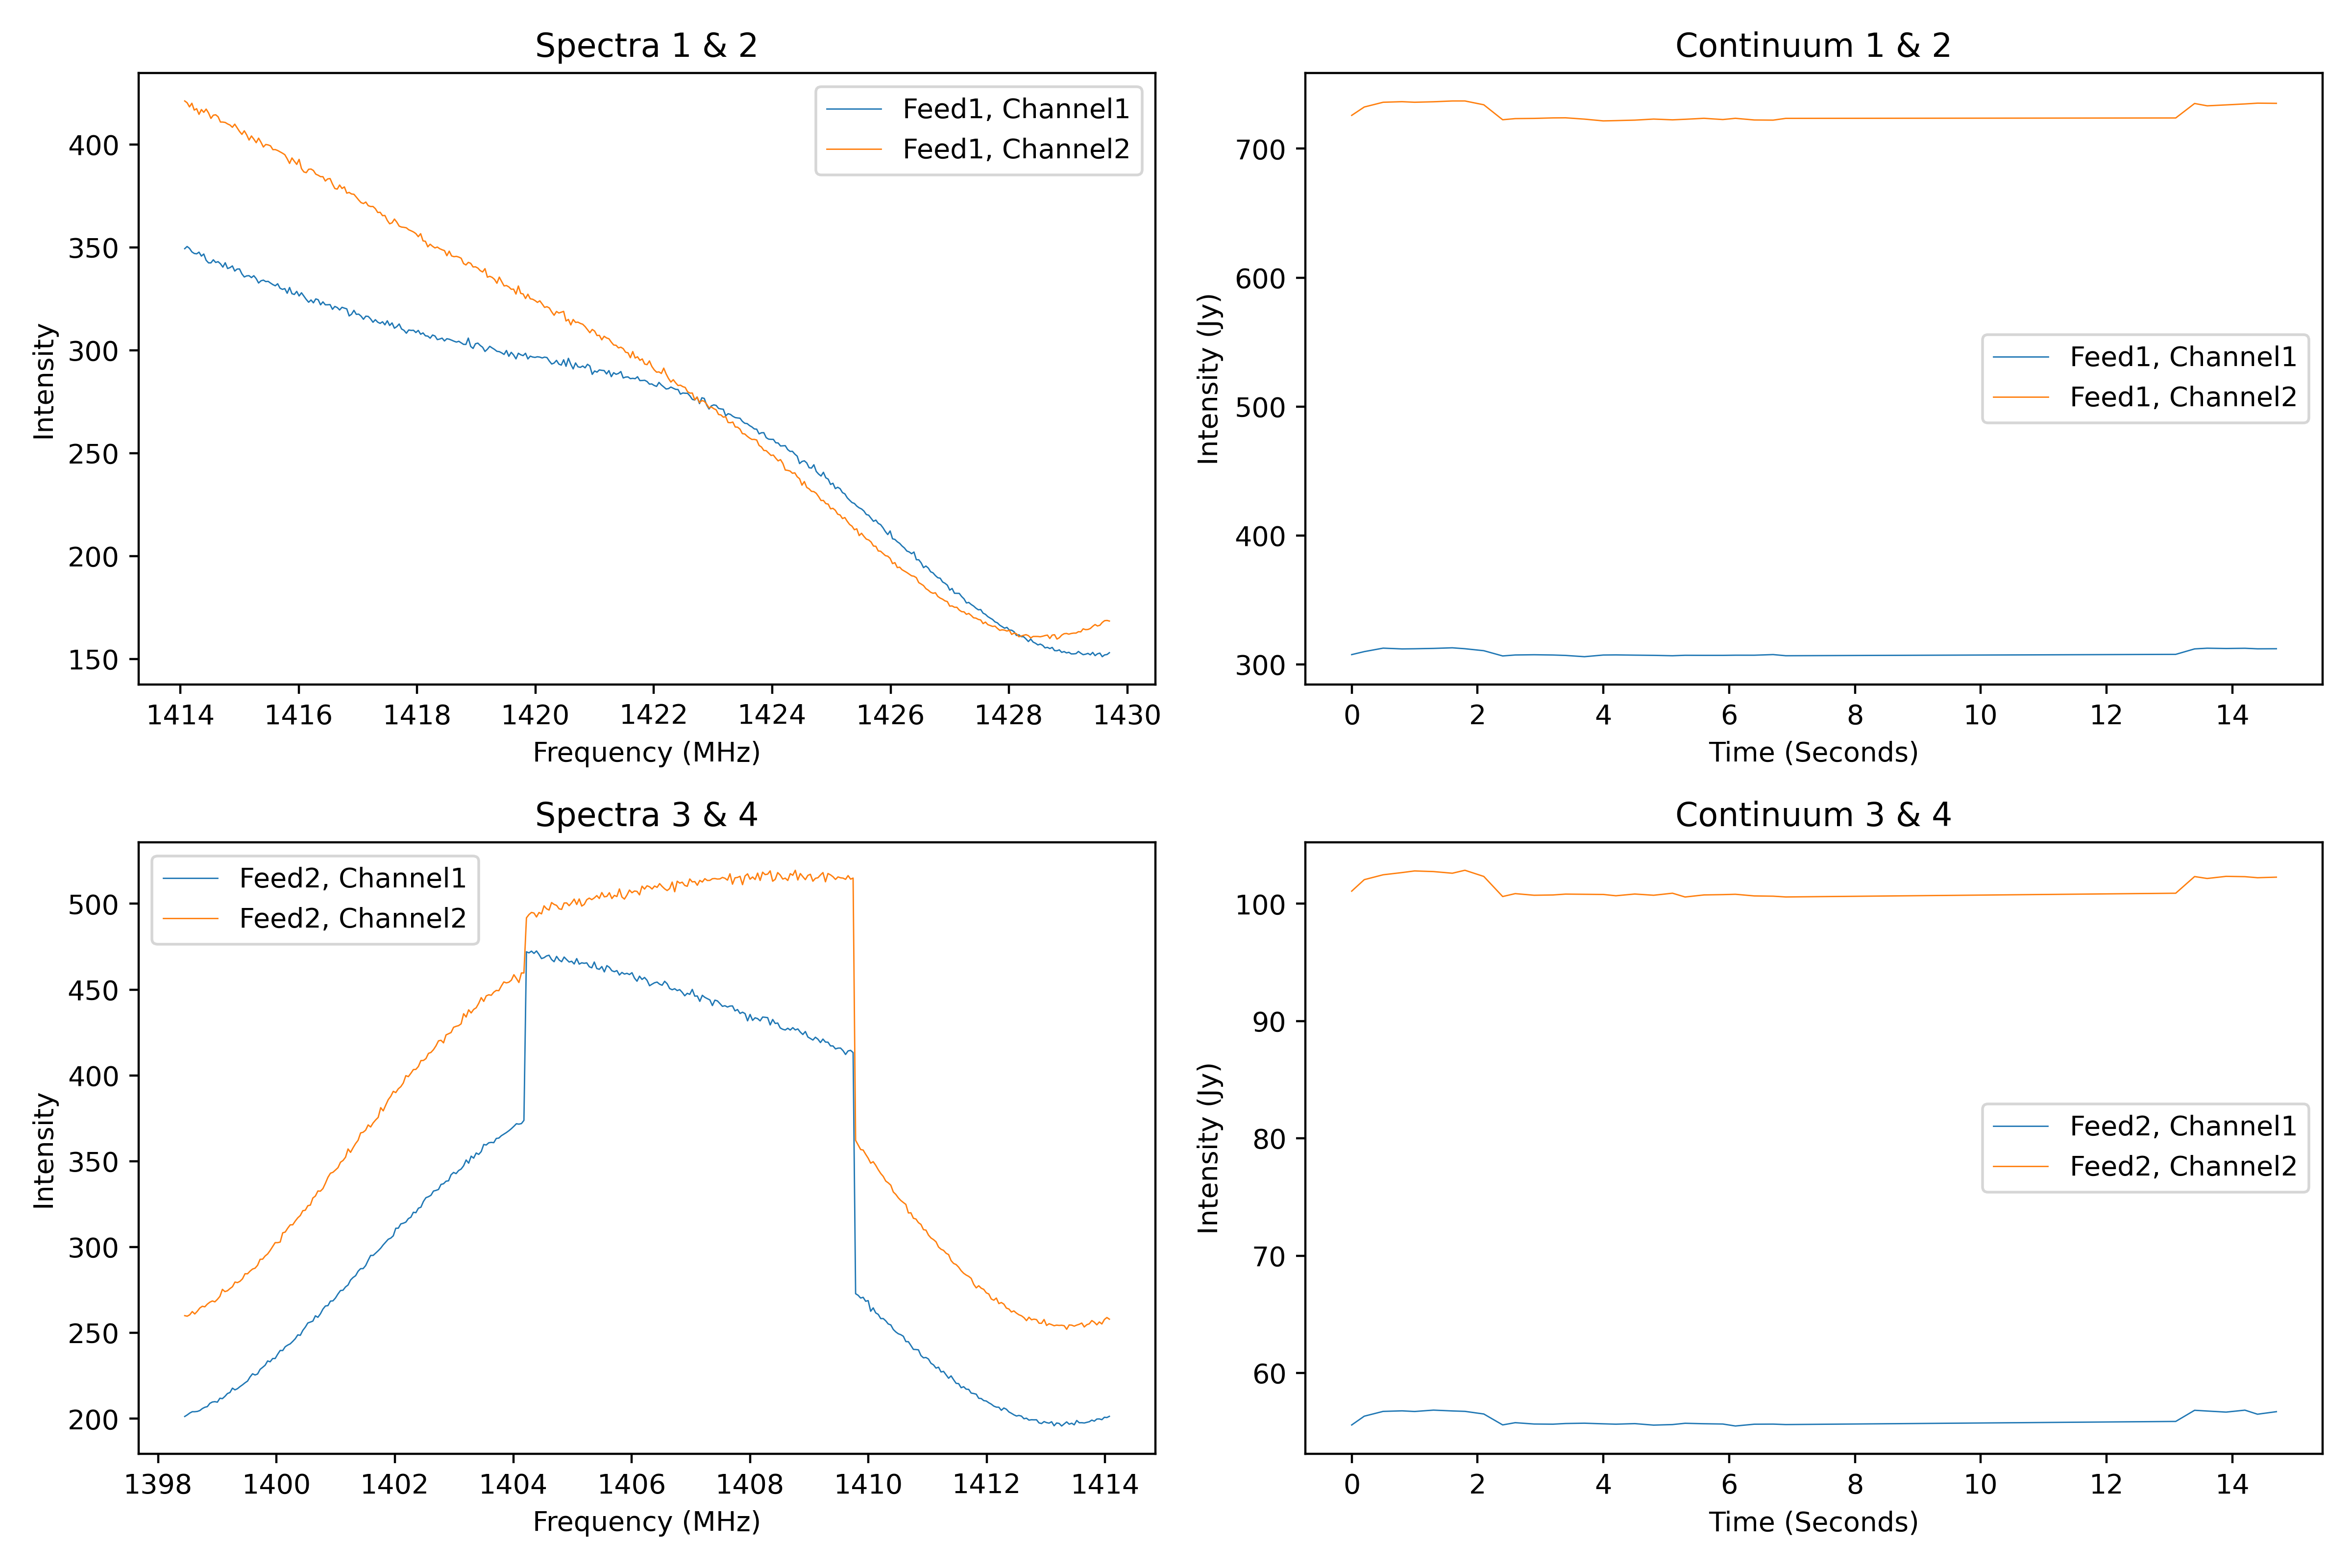 Spectra 1 & 2
Intensity
400
350
300
250
200
150
Feed1, Channel1
Feed1, Channel2
1414 1416 1418 1420 1422 1424 1426 1428 1430
Frequency (MHz)
Continuum 1 & 2
Intensity (Jy)
700
600
500
400
300
Feed1, Channel1
Feed1, Channel2
0 2 4 6 8 10 12 14
Time (Seconds)
Spectra 3 & 4
Intensity
500
450
400
350
300
250
200
Feed2, Channel1
Feed2, Channel2
1398 1400 1402 1404 1406 1408 1410 1412 1414
Frequency (MHz)
Continuum 3 & 4
Intensity (Jy)
100
90
80
70
60
Feed2, Channel1
Feed2, Channel2
0 2 4 6 8 10 12 14
Time (Seconds)